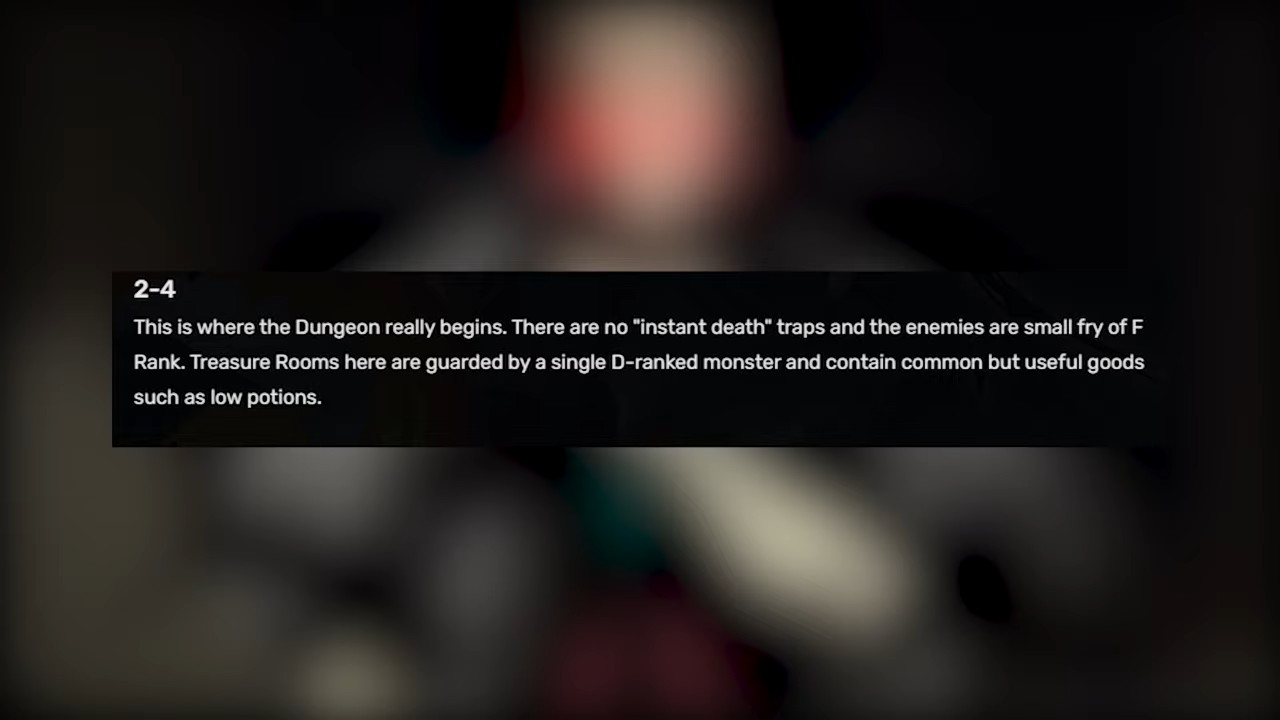 2-4
This is where the Dungeon really begins. There are no "instant death" traps and the enemies are small fry of F
Rank. Treasure Rooms here are guarded by a single D-ranked monster and contain common but useful goods
such as low potions.